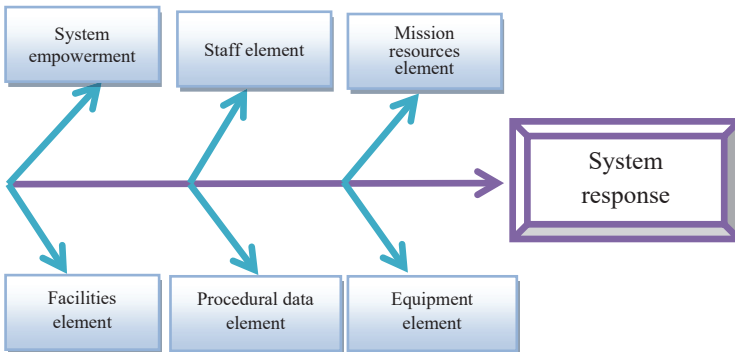 System
empowerment
Staff element
Mission
resources
element
System
response
Facilities
element
Procedural data
element
Equipment
element